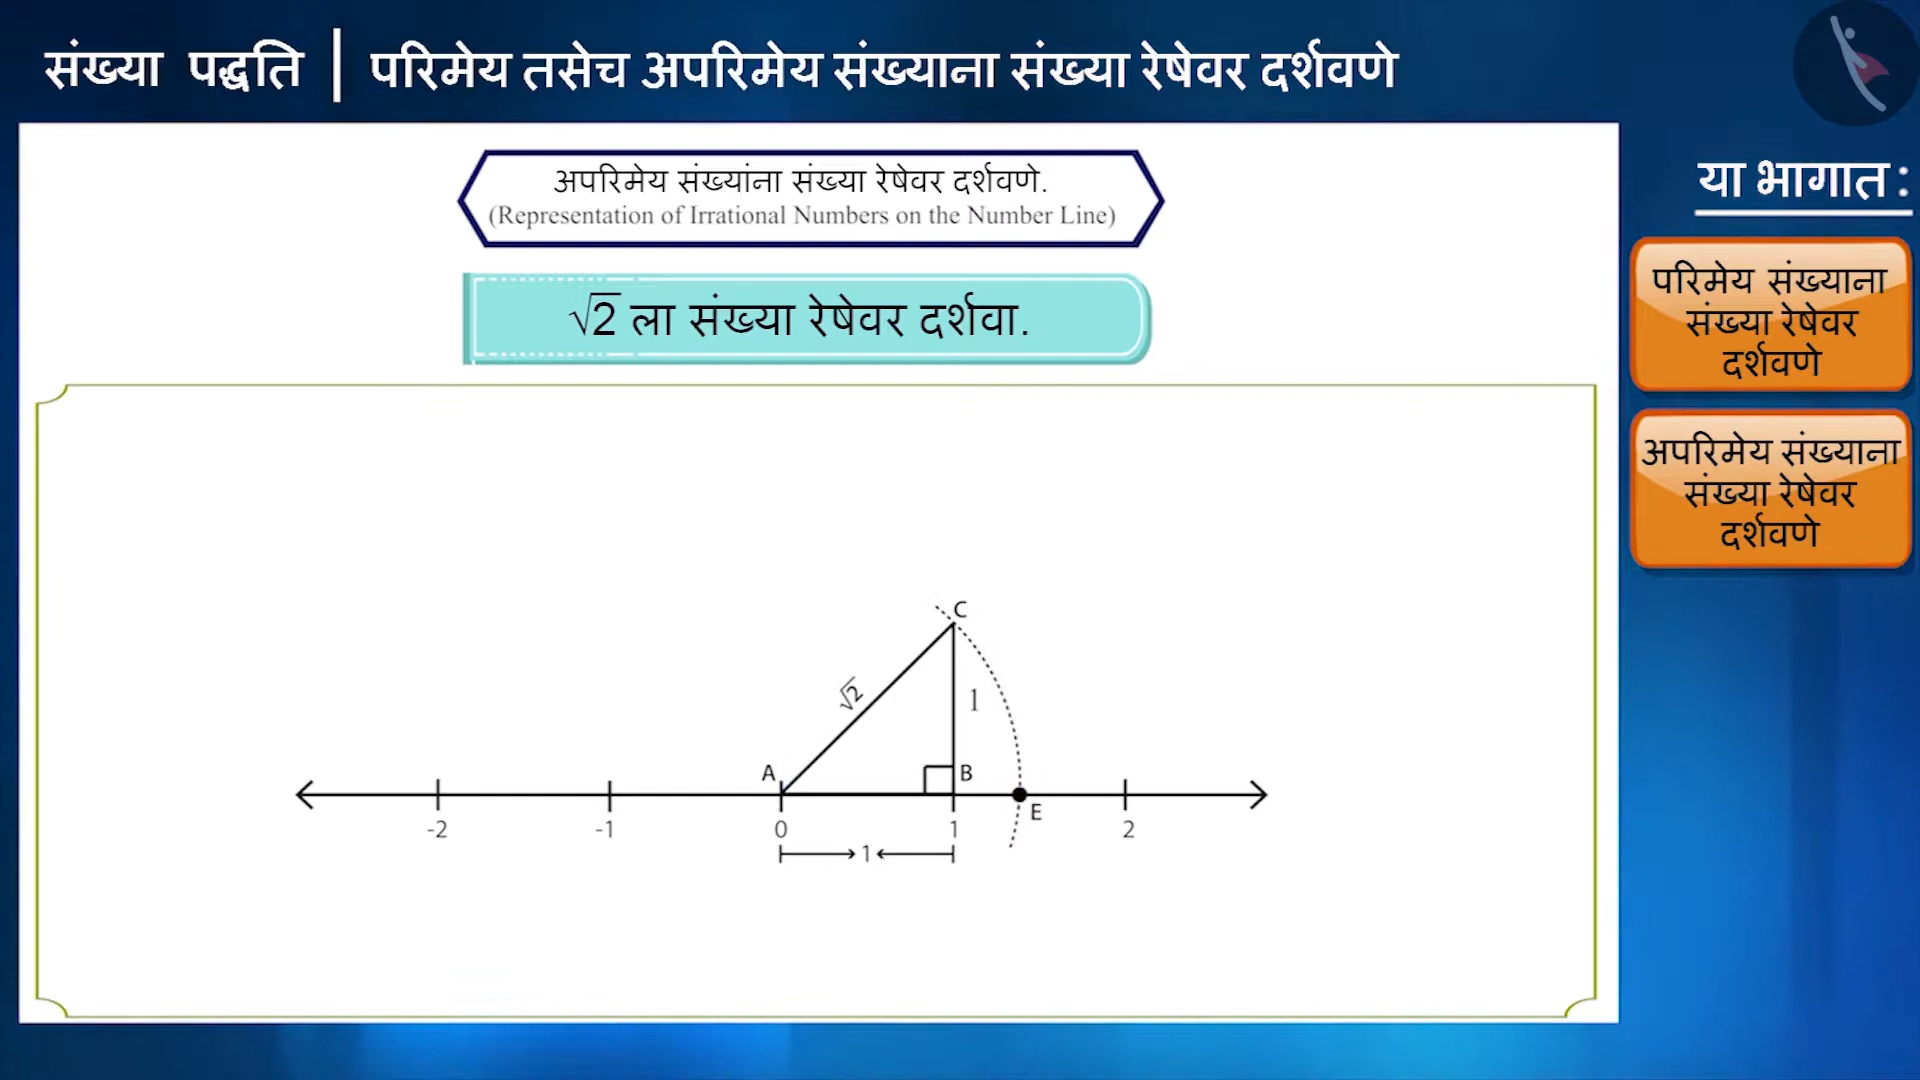 संख्या पद्धति | परिमेय तसेच अपरिमेय संख्याना संख्या रेषेवर दर्शवणे
अपरिमेय संख्यांना संख्या रेषेवर दर्शवणे.
(Representation of Irrational Numbers on the Number Line)
√2 ला संख्या रेषेवर दर्शवा.
या भागात :
परिमेय संख्याना
संख्या रेषेवर
दर्शवणे
अपरिमेय संख्याना
संख्या रेषेवर
दर्शवणे
C
√2
1
A
B
E
-2 -1 0 1 2
1